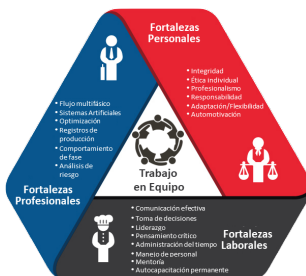 Fortalezas
Personales
• Integridad
• Ética individual
• Profesionalismo
• Responsabilidad
• Adaptación/Flexibilidad
• Automotivación
• Flujo multifásico
• Sistemas Artificiales
• Optimización
• Registros de
producción
• Comportamiento
de fase
• Análisis de
riesgo
Fortalezas
Profesionales
Trabajo
en Equipo
• Comunicación efectiva
• Toma de decisiones
• Liderazgo
• Pensamiento crítico
• Administración del tiempo
• Manejo de personal
• Mentoría
• Autocapacitación permanente
Fortalezas
Laborales